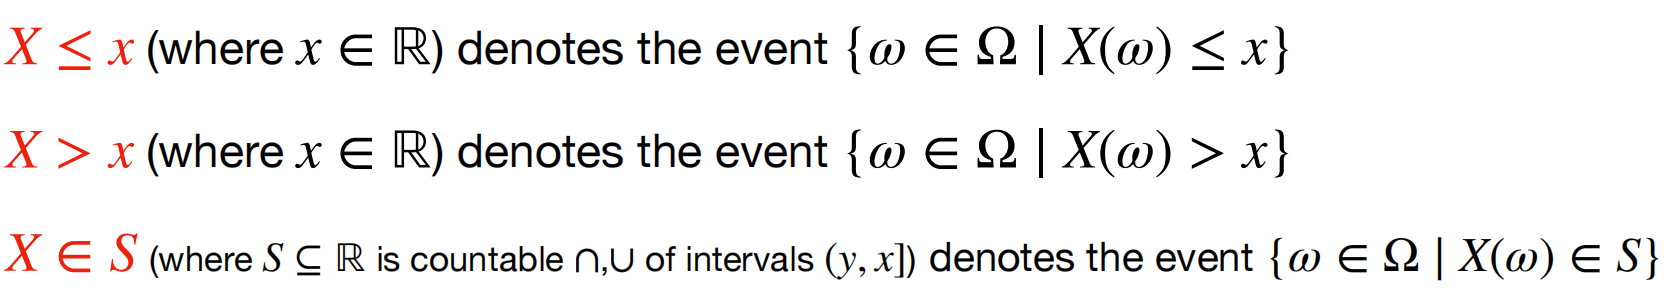 X ≤ x (where x ∈ ℝ) denotes the event {ω ∈ Ω | X(ω) ≤ x}
X > x (where x ∈ ℝ) denotes the event {ω ∈ Ω | X(ω) > x}
X ∈ S (where S ⊆ ℝ is countable ∩,∪ of intervals (y, x]) denotes the event {ω ∈ Ω | X(ω) ∈ S}